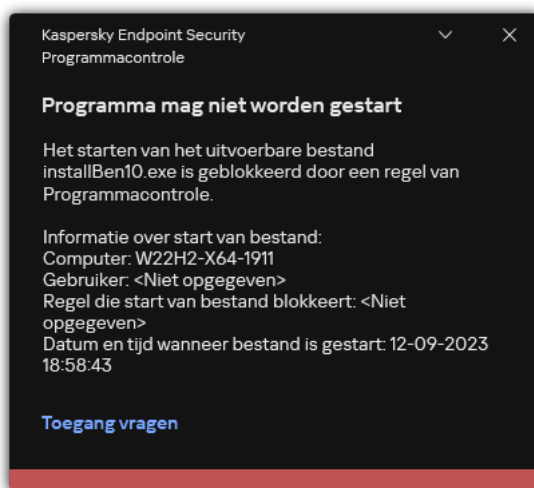 Kaspersky Endpoint Security
Programmacontrole
Programma mag niet worden gestart
Het starten van het uitvoerbare bestand
installBen10.exe is geblokkeerd door een regel van
Programmacontrole.
Informatie over start van bestand:
Computer: W22H2-X64-1911
Gebruiker: <Niet opgegeven>
Regel die start van bestand blokkeert: <Niet
opgegeven>
Datum en tijd wanneer bestand is gestart: 12-09-2023
18:58:43
Toegang vragen